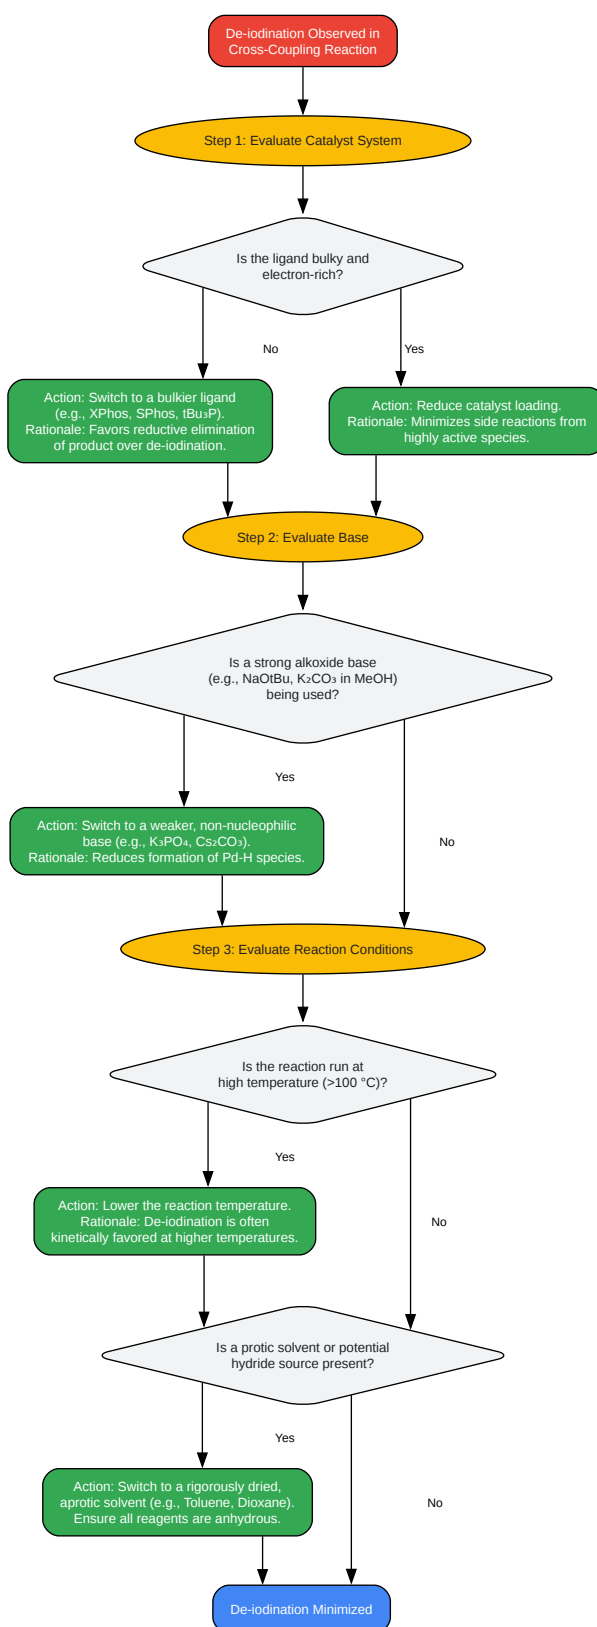 De-iodination Observed in
Cross-Coupling Reaction
Step 1: Evaluate Catalyst System
Is the ligand bulky and
electron-rich?
No
Yes
Action: Switch to a bulkier ligand
(e.g., XPhos, SPhos, tBu₃P).
Rationale: Favors reductive elimination
of product over de-iodination.
Action: Reduce catalyst loading.
Rationale: Minimizes side reactions from
highly active species.
Step 2: Evaluate Base
Is a strong alkoxide base
(e.g., NaOtBu, K₂CO₃ in MeOH)
being used?
Yes
No
Action: Switch to a weaker, non-nucleophilic
base (e.g., K₃PO₄, Cs₂CO₃).
Rationale: Reduces formation of Pd-H species.
Step 3: Evaluate Reaction Conditions
Is the reaction run at
high temperature (>100 °C)?
Yes
No
Action: Lower the reaction temperature.
Rationale: De-iodination is often
kinetically favored at higher temperatures.
Is a protic solvent or potential
hydride source present?
Yes
No
Action: Switch to a rigorously dried,
aprotic solvent (e.g., Toluene, Dioxane).
Ensure all reagents are anhydrous.
De-iodination Minimized